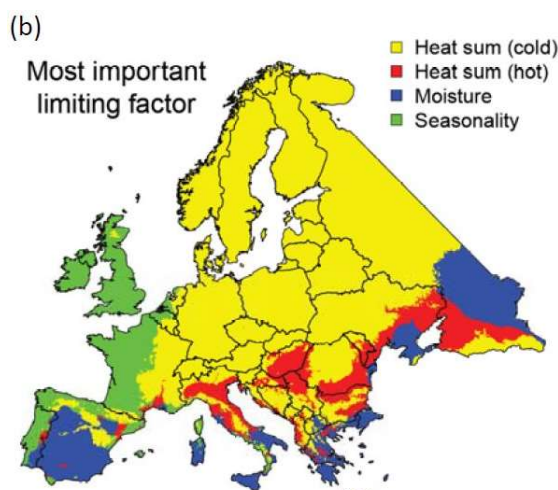 (b)
Most important
limiting factor
Heat sum (cold)
Heat sum (hot)
Moisture
Seasonality